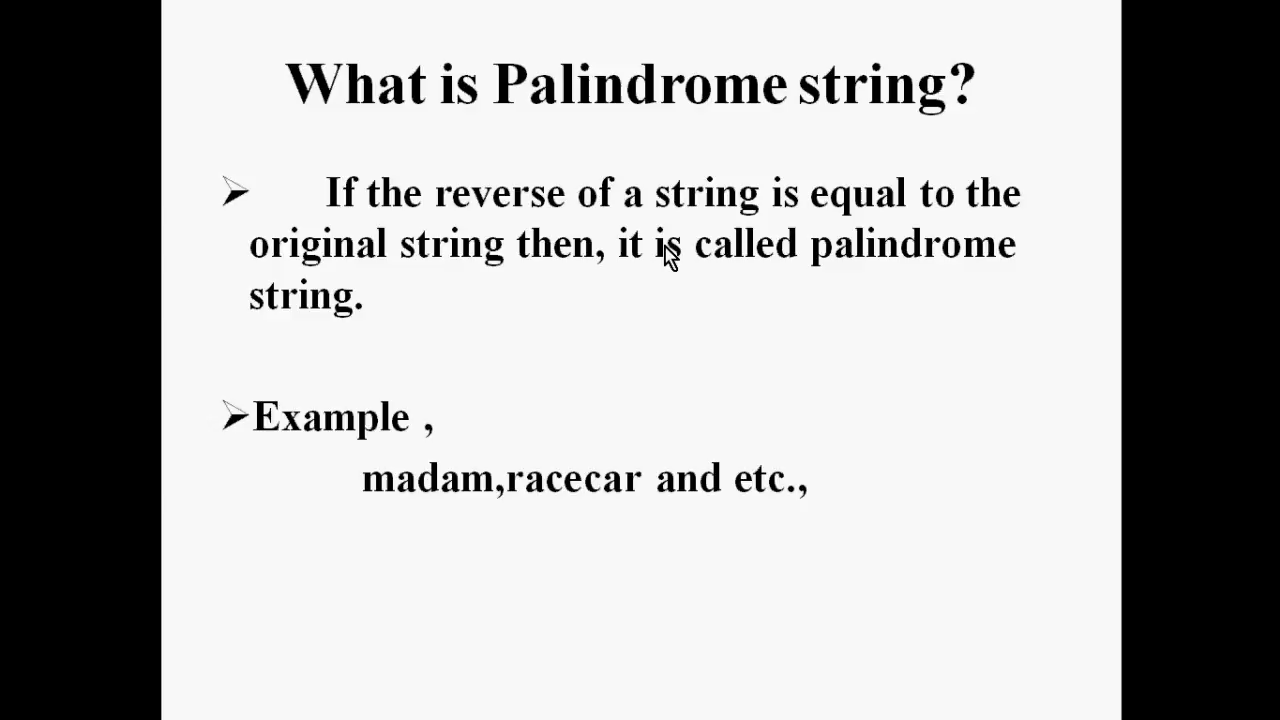 What is Palindrome string?
If the reverse of a string is equal to the
original string then, it is called palindrome
string.
Example ,
madam,racecar and etc.,